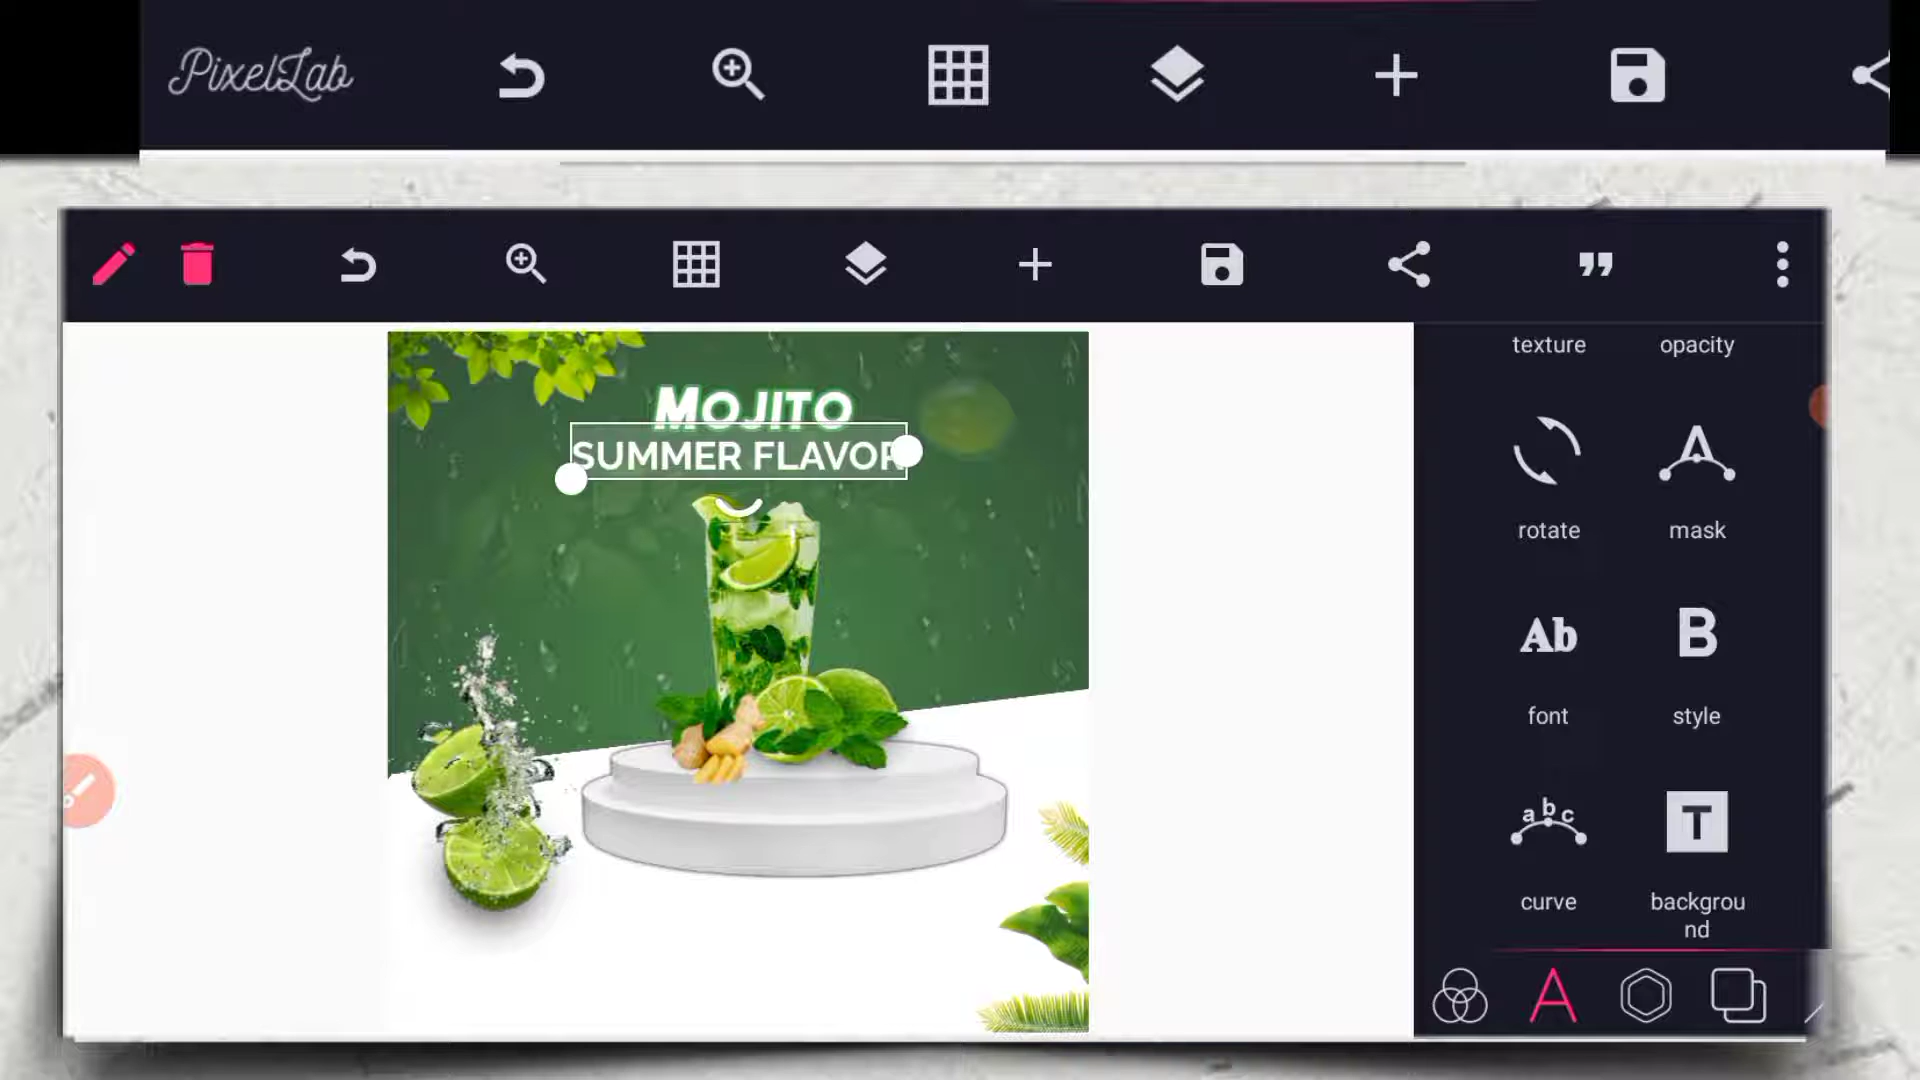 PixelLab
texture
opacity
MOJITO
SUMMER FLAVOR
rotate
mask
Ab
B
font
style
abc
T
curve
backgrou
nd
A